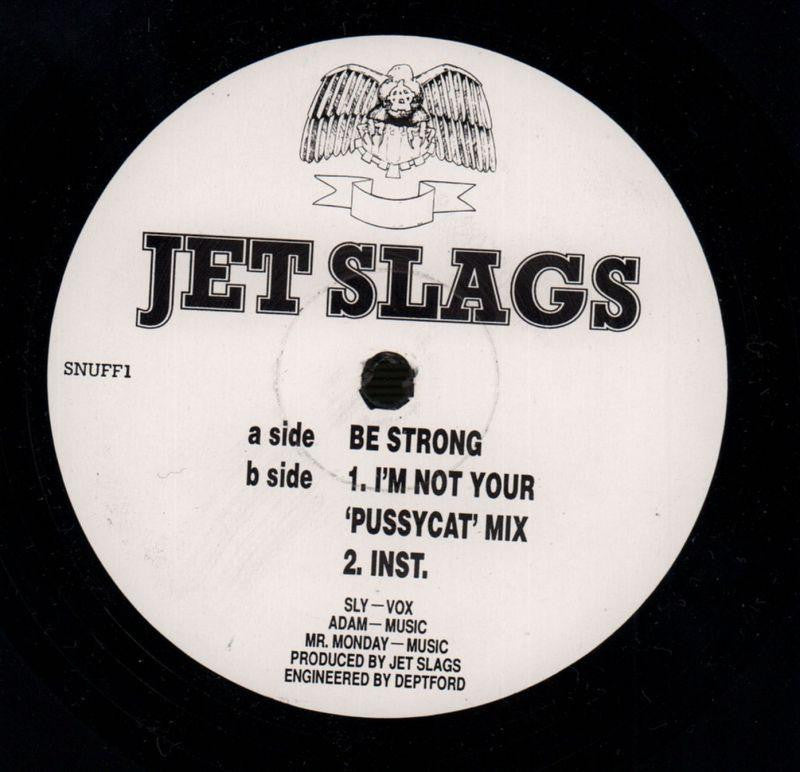 JET SLAGS
SNUFF1
a side BE STRONG
b side 1. I'M NOT YOUR
'PUSSYCAT' MIX
2. INST.
SLY — VOX
ADAM — MUSIC
MR. MONDAY — MUSIC
PRODUCED BY JET SLAGS
ENGINEERED BY DEPTFORD